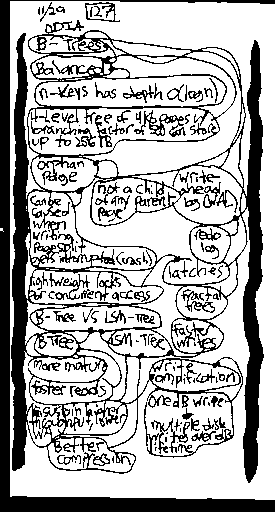 11/29 127
DDIA
B-Trees
Balanced
n-keys has depth O(logn)
4-Level tree of 4kb pages w/
branching factor of 500 can store
up to 256 TB
orphan
page
not a child
of any parent
page
write-
ahead
log (WAL)
can be
caused
when
writing
page split
gets interrupted (crash)
redo
log
latches
lightweight locks
for concurrent access
fractal
trees
B-Tree VS LSM-Tree
B-Tree
LSM-Tree
faster
writes
more mature
faster reads
write
amplification
can sustain higher
throughput, lower
WA
one DB write
=
multiple disk
writes over db
lifetime
Better
compression